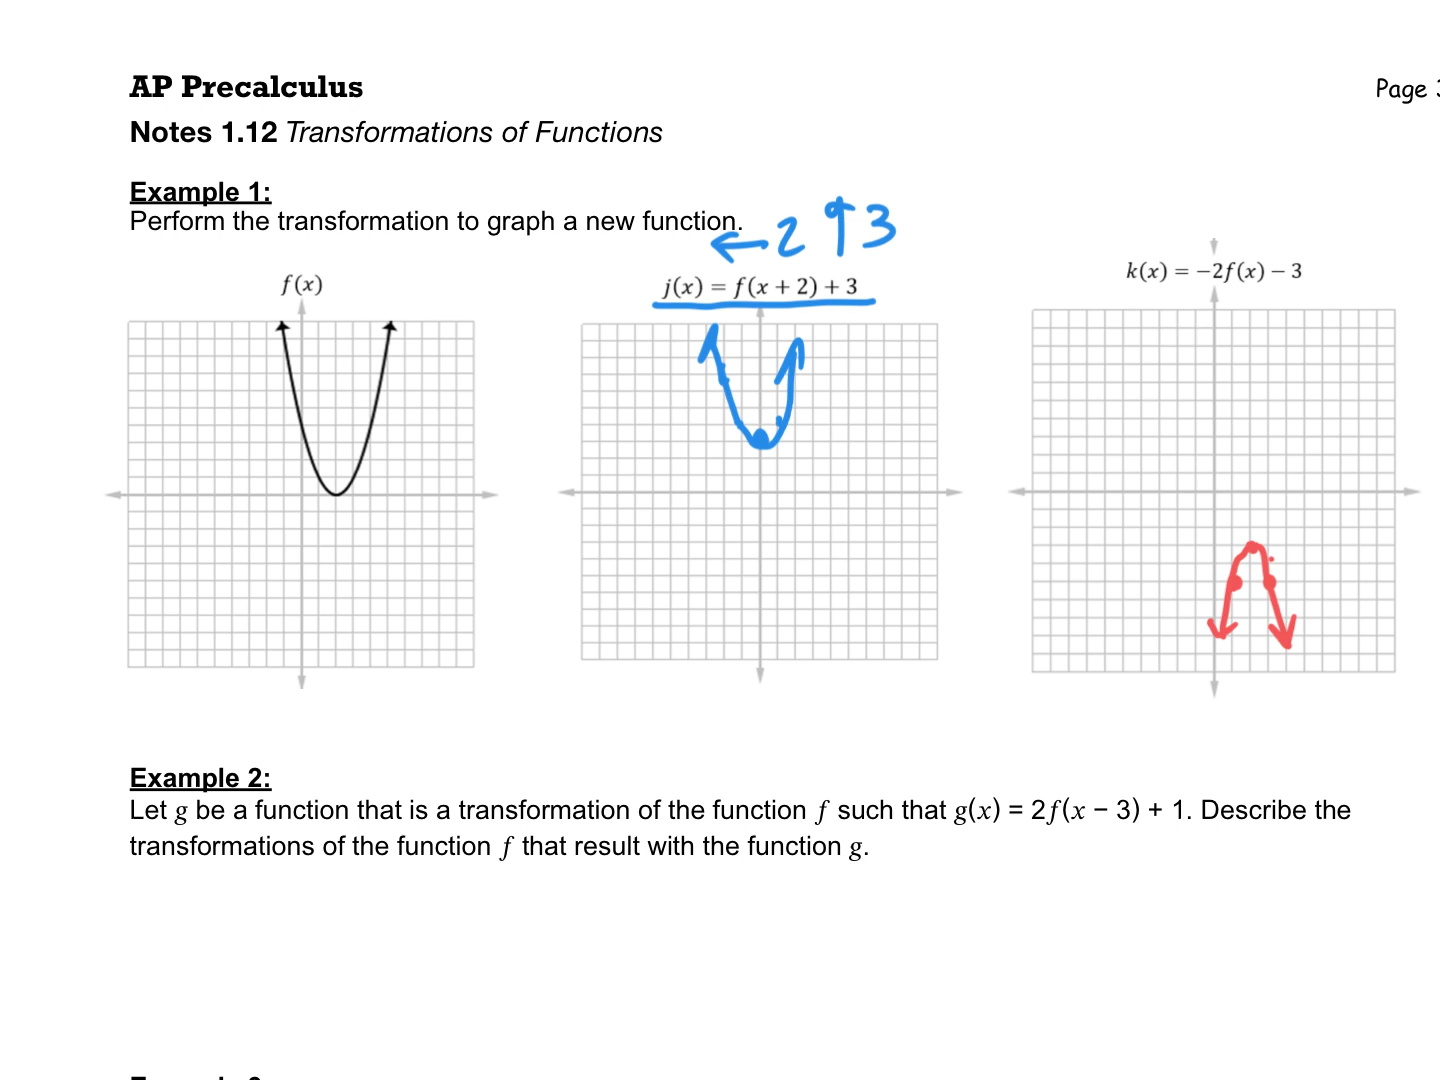 AP Precalculus
Page
Notes 1.12 Transformations of Functions
Example 1:
Perform the transformation to graph a new function.
←2 ↑3
f(x)
j(x) = f(x + 2) + 3
k(x) = −2f(x) − 3
Example 2:
Let g be a function that is a transformation of the function f such that g(x) = 2f(x − 3) + 1. Describe the
transformations of the function f that result with the function g.